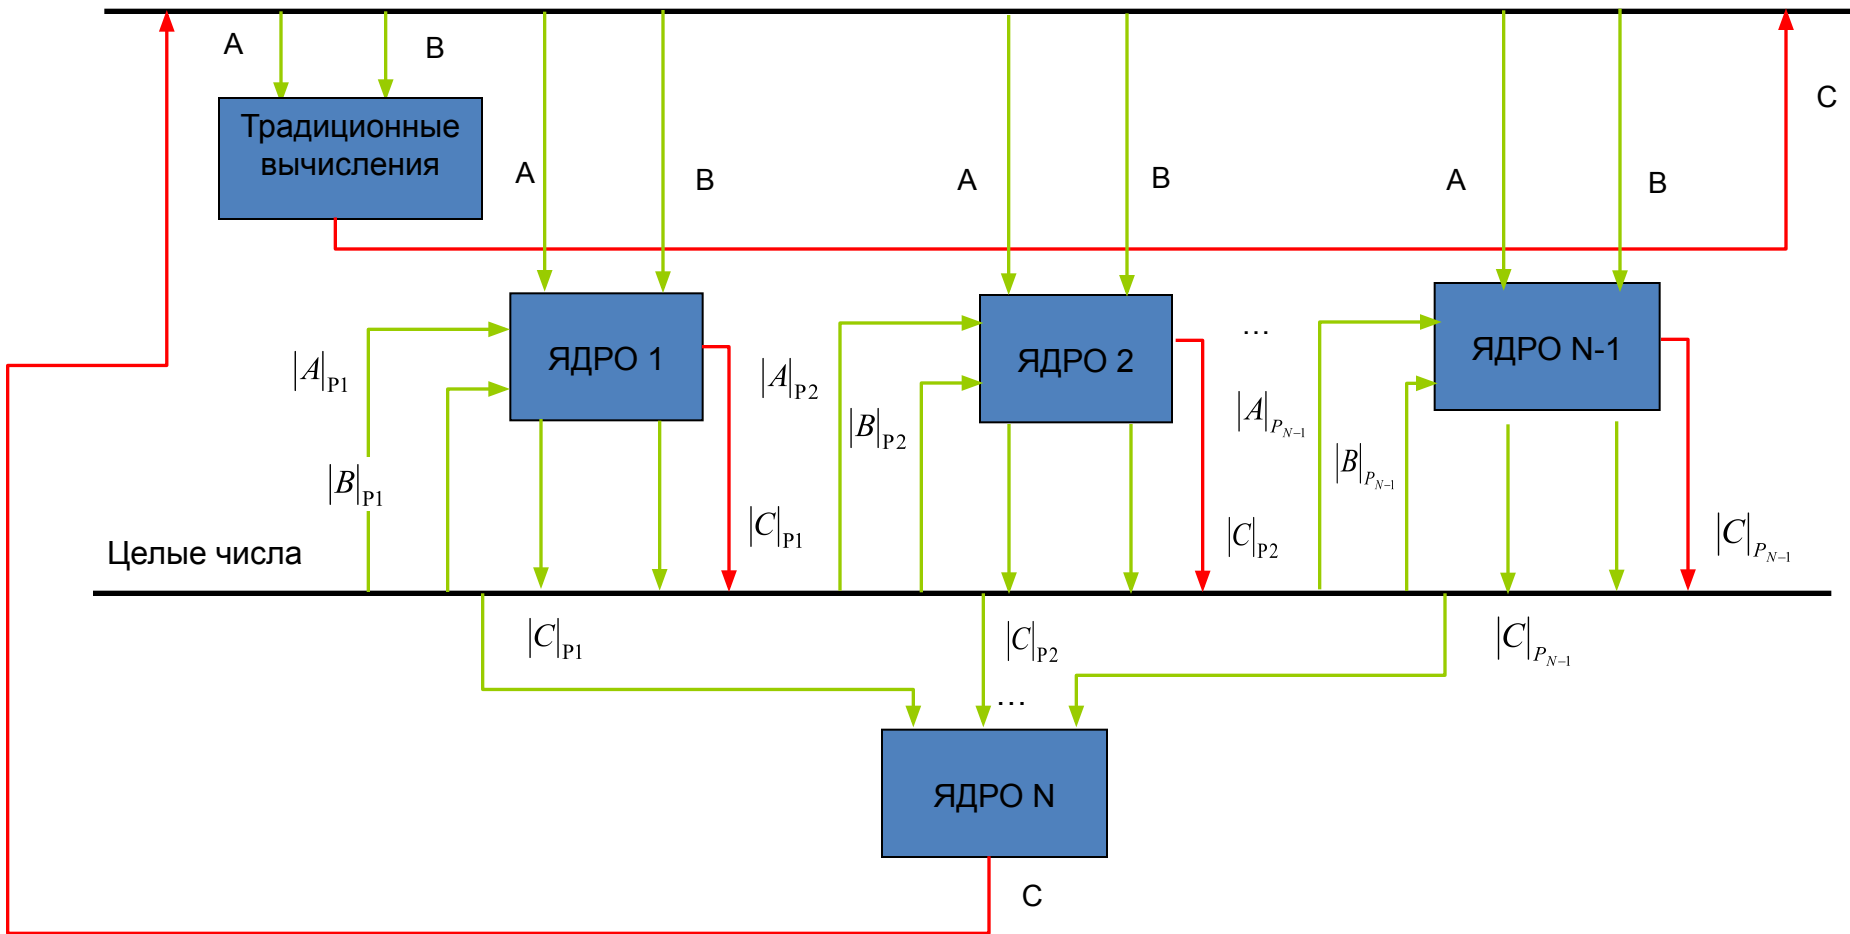 A
B
C
Традиционные
вычисления
A
B
A
B
A
B
ЯДРО 1
ЯДРО 2
...
ЯДРО N-1
|A|P1
|A|P2
|A|PN−1
|B|P1
|B|P2
|B|PN−1
|C|P1
|C|P2
|C|PN−1
Целые числа
|C|P1
|C|P2
|C|PN−1
...
ЯДРО N
C